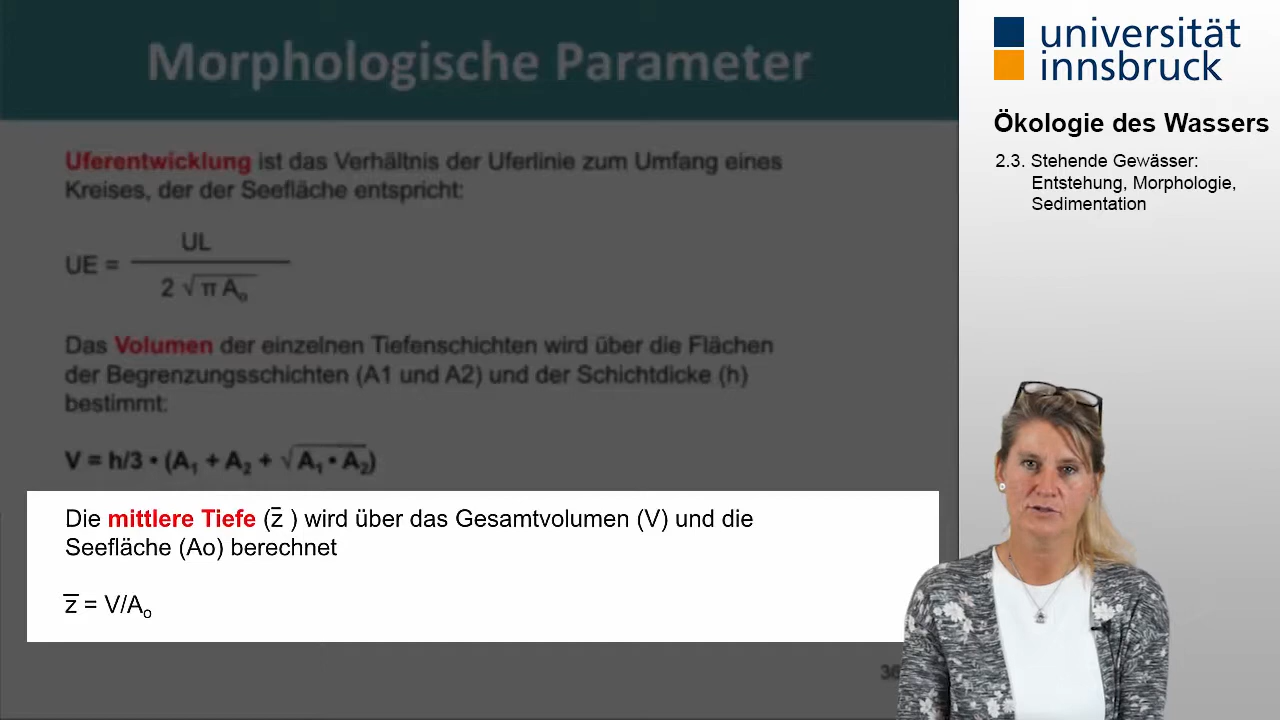 Morphologische Parameter
Uferentwicklung ist das Verhältnis der Uferlinie zum Umfang eines
Kreises, der der Seefläche entspricht:
UE = UL / 2 √π Aₒ
Das Volumen der einzelnen Tiefenschichten wird über die Flächen
der Begrenzungsschichten (A1 und A2) und der Schichtdicke (h)
bestimmt:
V = h/3 • (A₁ + A₂ + √A₁ • A₂)
Die mittlere Tiefe (z̅ ) wird über das Gesamtvolumen (V) und die
Seefläche (Ao) berechnet
z̅ = V/Aₒ
universität
innsbruck
Ökologie des Wassers
2.3. Stehende Gewässer:
Entstehung, Morphologie,
Sedimentation